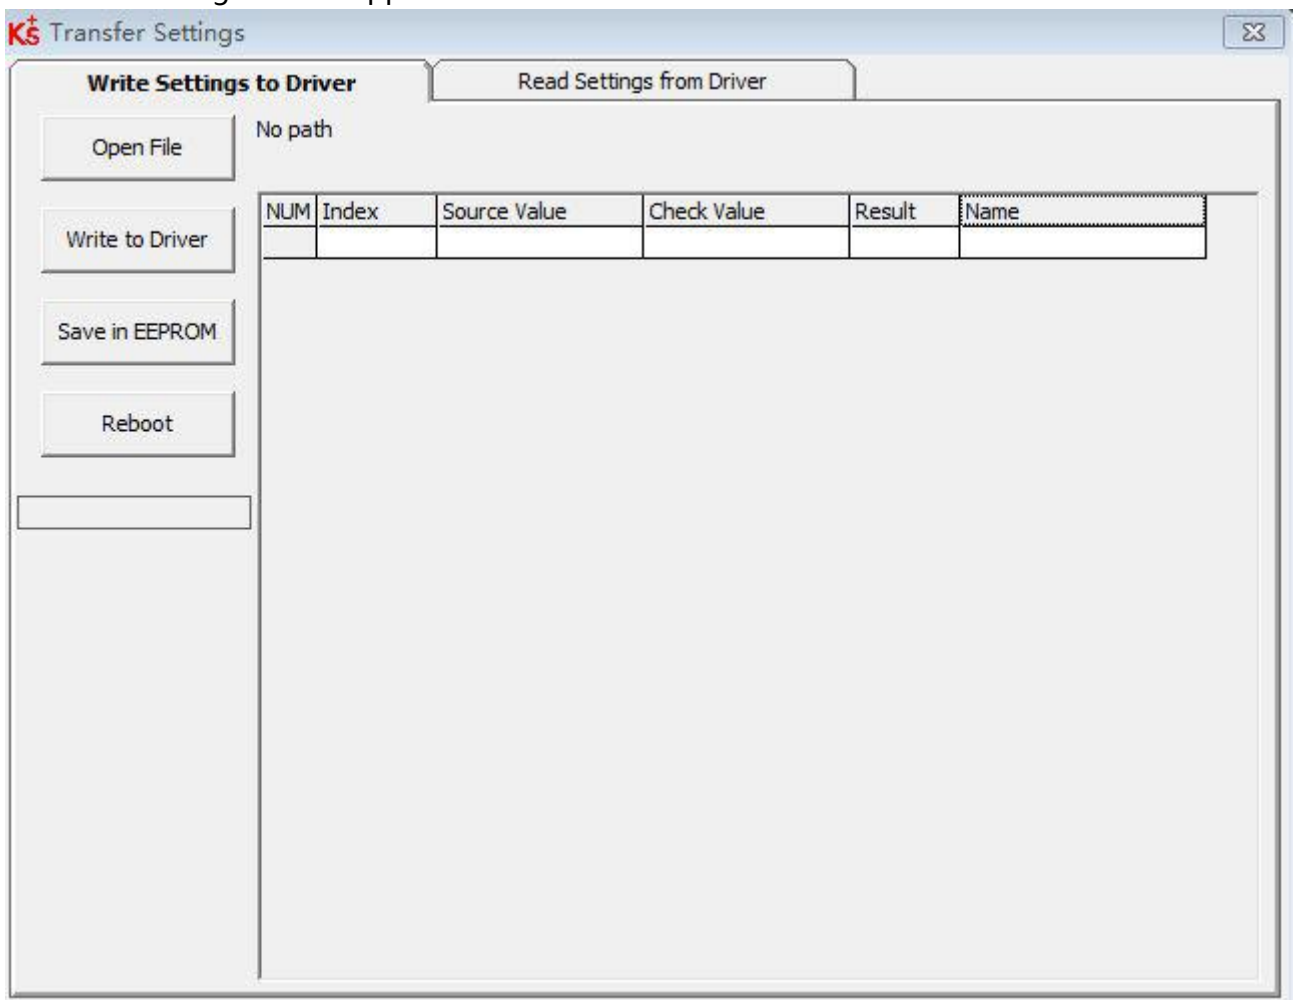 K+S Transfer Settings
Write Settings to Driver
Read Settings from Driver
Open File
No path
Write to Driver
NUM Index Source Value Check Value Result Name
Save in EEPROM
Reboot